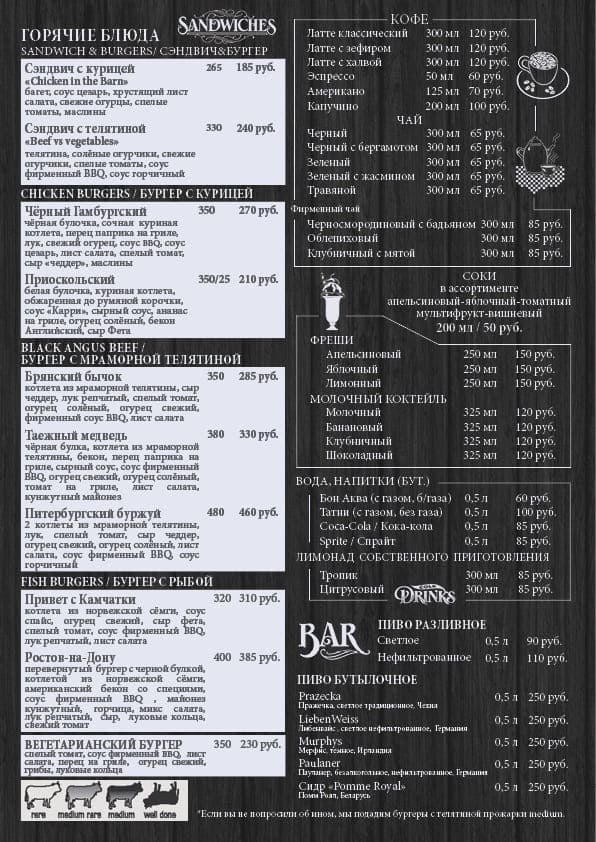 SANDWICHES
ГОРЯЧИЕ БЛЮДА
SANDWICH & BURGERS/ СЭНДВИЧ&БУРГЕР
Сэндвич с курицей 265 185 руб.
«Chicken in the Barn»
багет, соус цезарь, хрустящий лист
салата, свежие огурцы, спелые
томаты, маслины
Сэндвич с телятиной 330 240 руб.
«Beef vs vegetables»
телятина, солёные огурчики, свежие
огурчики, спелые томаты, соус
фирменный BBQ, соус горчичный
CHICKEN BURGERS / БУРГЕР С КУРИЦЕЙ
Чёрный Гамбургский 350 270 руб.
чёрная булочка, сочная куриная
котлета, перец паприка на гриле,
лук, свежий огурец, соус BBQ, соус
цезарь, лист салата, спелый томат,
сыр «чеддер», маслины
Приоскольский 350/25 210 руб.
белая булочка, куриная котлета,
обжаренная до румяной корочки,
соус «Карри», сырный соус, ананас
на гриле, огурец солёный, бекон
Английский, сыр Фета
BLACK ANGUS BEEF /
БУРГЕР С МРАМОРНОЙ ТЕЛЯТИНОЙ
Брянский бычок 350 285 руб.
котлета из мраморной телятины, сыр
чеддер, лук репчатый, спелый томат,
огурец солёный, огурец свежий,
фирменный соус BBQ, лист салата
Таежный медведь 380 330 руб.
чёрная булка, котлета из мраморной
телятины, бекон, перец паприка на
гриле, сырный соус, соус фирменный
BBQ, огурец свежий, огурец солёный,
томат на гриле, лист салата,
кунжутный майонез
Питербургский буржуй 480 460 руб.
2 котлеты из мраморной телятины,
лук, спелый томат, сыр чеддер,
огурец свежий, огурец солёный, лист
салата, соус фирменный BBQ, соус
горчичный
FISH BURGERS / БУРГЕР С РЫБОЙ
Привет с Камчатки 320 310 руб.
котлета из норвежской сёмги, соус
спайс, огурец свежий, сыр фета,
спелый томат, соус фирменный BBQ,
лук репчатый, лист салата
Ростов-на-Дону 400 385 руб.
перевернутый бургер с черной булкой,
котлетой из норвежской сёмги,
американский бекон со специями,
соус фирменный BBQ , майонез
кунжутный, горчица, микс салата,
лук репчатый, сыр, луковые кольца,
свежий томат
ВЕГЕТАРИАНСКИЙ БУРГЕР 350 230 руб.
спелый томат, соус фирменный BBQ, лист
салата, перец на гриле, огурец свежий,
грибы, луковые кольца
rare medium rare medium well done
КОФЕ
Латте классический 300 мл 120 руб.
Латте с зефиром 300 мл 120 руб.
Латте с халвой 300 мл 120 руб.
Эспрессо 50 мл 60 руб.
Американо 125 мл 70 руб.
Капучино 200 мл 100 руб.
ЧАЙ
Черный 300 мл 65 руб.
Черный с бергамотом 300 мл 65 руб.
Зеленый 300 мл 65 руб.
Зеленый с жасмином 300 мл 65 руб.
Травяной 300 мл 65 руб.
Фирменный чай
Черносмородиновый с бадьяном 300 мл 85 руб.
Облепиховый 300 мл 85 руб.
Клубничный с мятой 300 мл 85 руб.
СОКИ
в ассортименте
апельсиновый-яблочный-томатный
мультифрукт-вишневый
200 мл / 50 руб.
ФРЕШИ
Апельсиновый 250 мл 150 руб.
Яблочный 250 мл 150 руб.
Лимонный 250 мл 150 руб.
МОЛОЧНЫЙ КОКТЕЙЛЬ
Молочный 325 мл 120 руб.
Банановый 325 мл 120 руб.
Клубничный 325 мл 120 руб.
Шоколадный 325 мл 120 руб.
ВОДА, НАПИТКИ (БУТ.)
Бон Аква (с газом, б/газа) 0,5 л 60 руб.
Татни (с газом, без газа) 0,5 л 100 руб.
Coca-Cola / Кока-кола 0,5 л 85 руб.
Sprite / Спрайт 0,5 л 85 руб.
ЛИМОНАД СОБСТВЕННОГО ПРИГОТОВЛЕНИЯ
Тропик 300 мл 85 руб.
Цитрусовый 300 мл 85 руб.
COLD DRINKS
BAR
ПИВО РАЗЛИВНОЕ
Светлое 0,5 л 90 руб.
Нефильтрованное 0,5 л 110 руб.
ПИВО БУТЫЛОЧНОЕ
Prazecka 0,5 л 250 руб.
Пражечка, светлое традиционное, Чехия
LiebenWeiss 0,5 л 250 руб.
Либенвайс , светлое нефильтрованное, Германия
Murphys 0,5 л 250 руб.
Мерфис, тёмное, Ирландия
Paulaner 0,5 л 250 руб.
Пауланер, безалкогольное, нефильтрованное, Германия
Сидр «Pomme Royal» 0,5 л 250 руб.
Помм Роял, Беларусь
*Если вы не попросили об ином, мы подадим бургеры с телятиной прожарки medium.